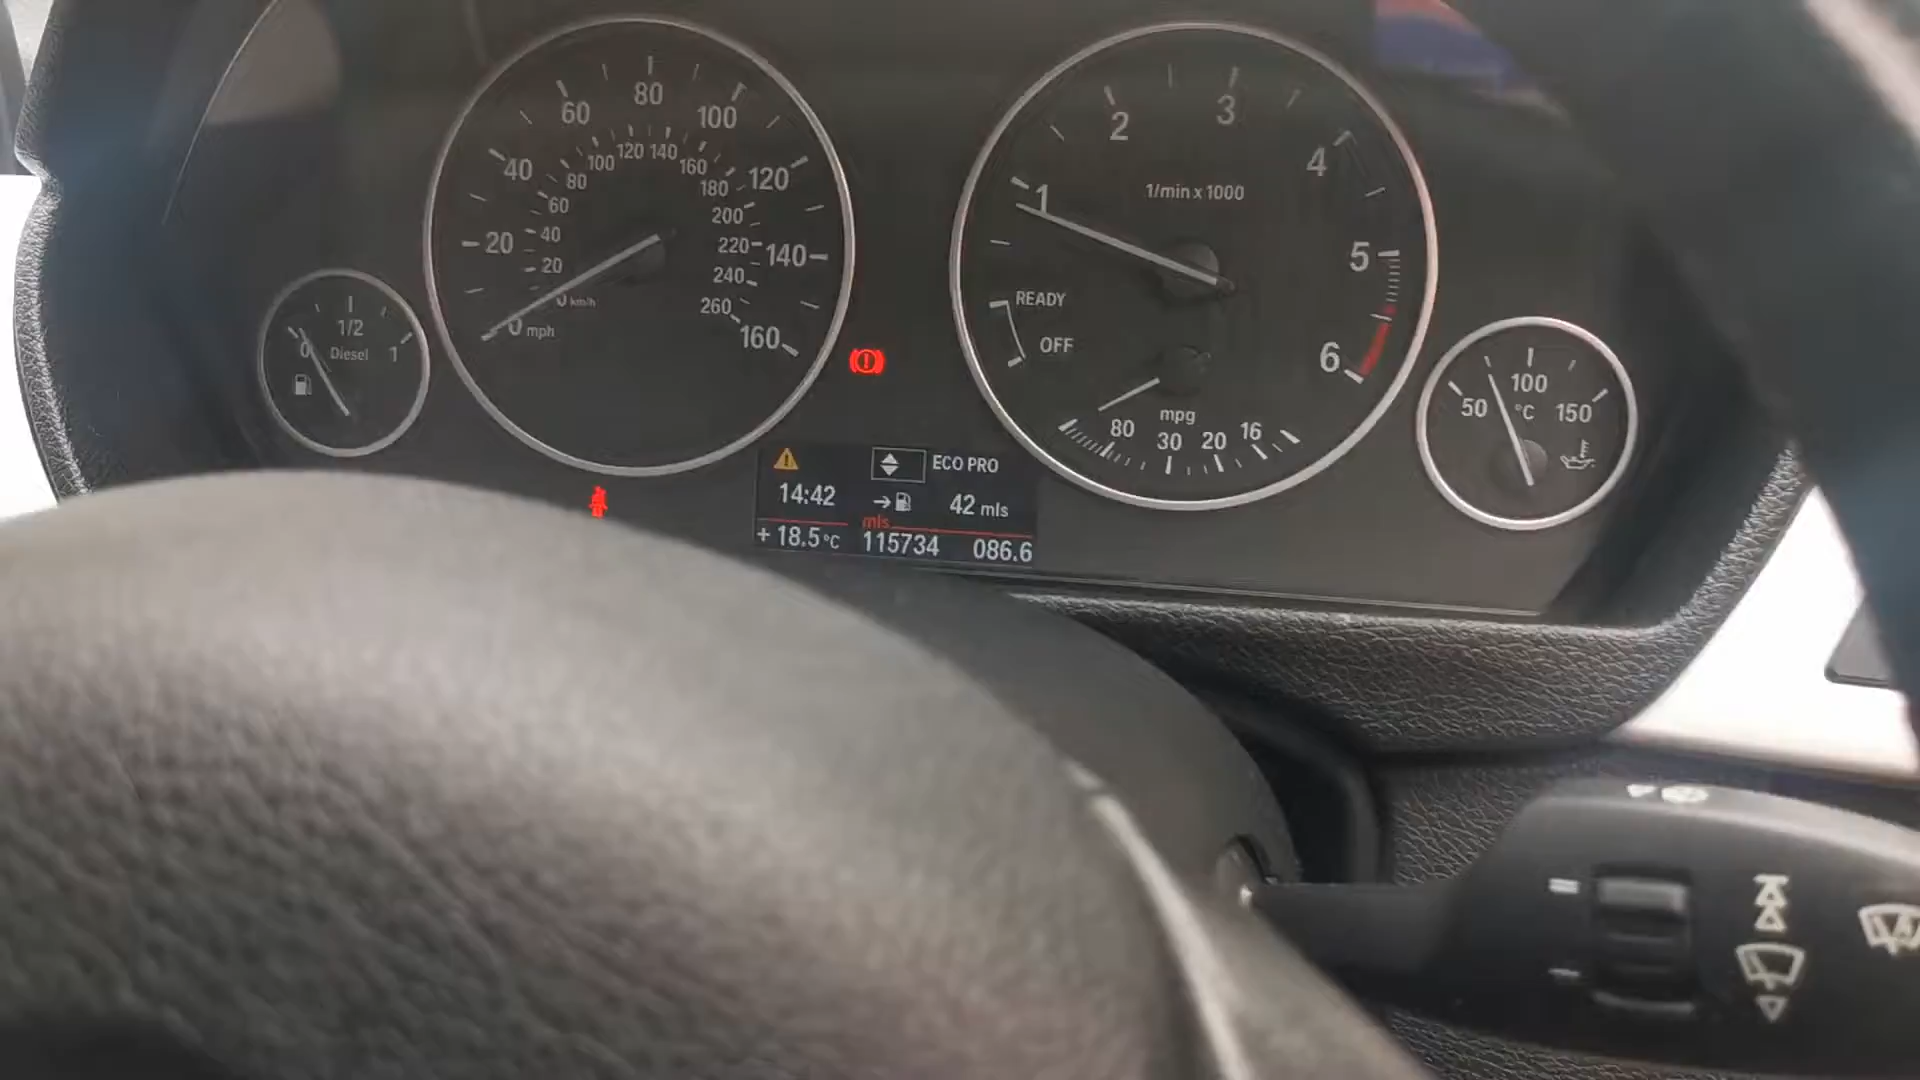 0 1/2 1
Diesel
0 20 40 60 80 100 120 140 160
mph
0 20 40 60 80 100 120 140 160 180 200 220 240 260
km/h
1 2 3 4 5 6
1/min x 1000
READY
OFF
mpg
80 30 20 16
50 100 150
°C
ECO PRO
14:42 42 mls
mls
+ 18.5 °C 115734 086.6